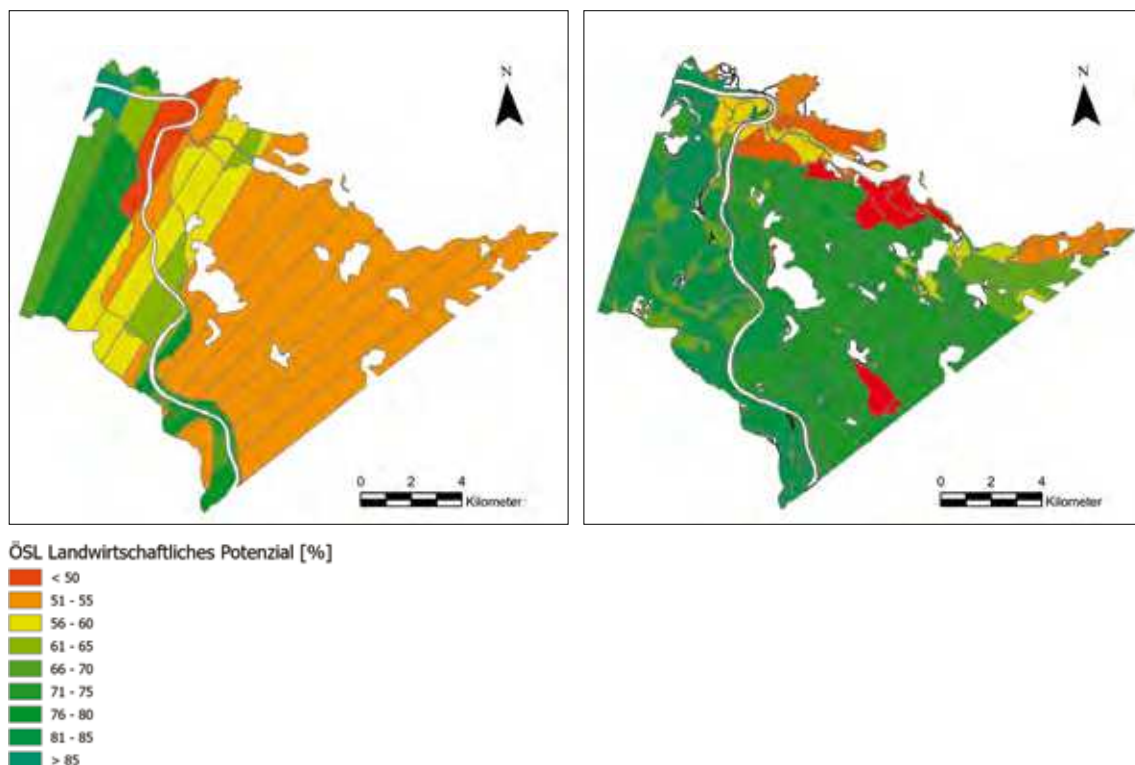 N
0 2 4
Kilometer
N
0 2 4
Kilometer
ÖSL Landwirtschaftliches Potenzial [%]
< 50
51 - 55
56 - 60
61 - 65
66 - 70
71 - 75
76 - 80
81 - 85
> 85